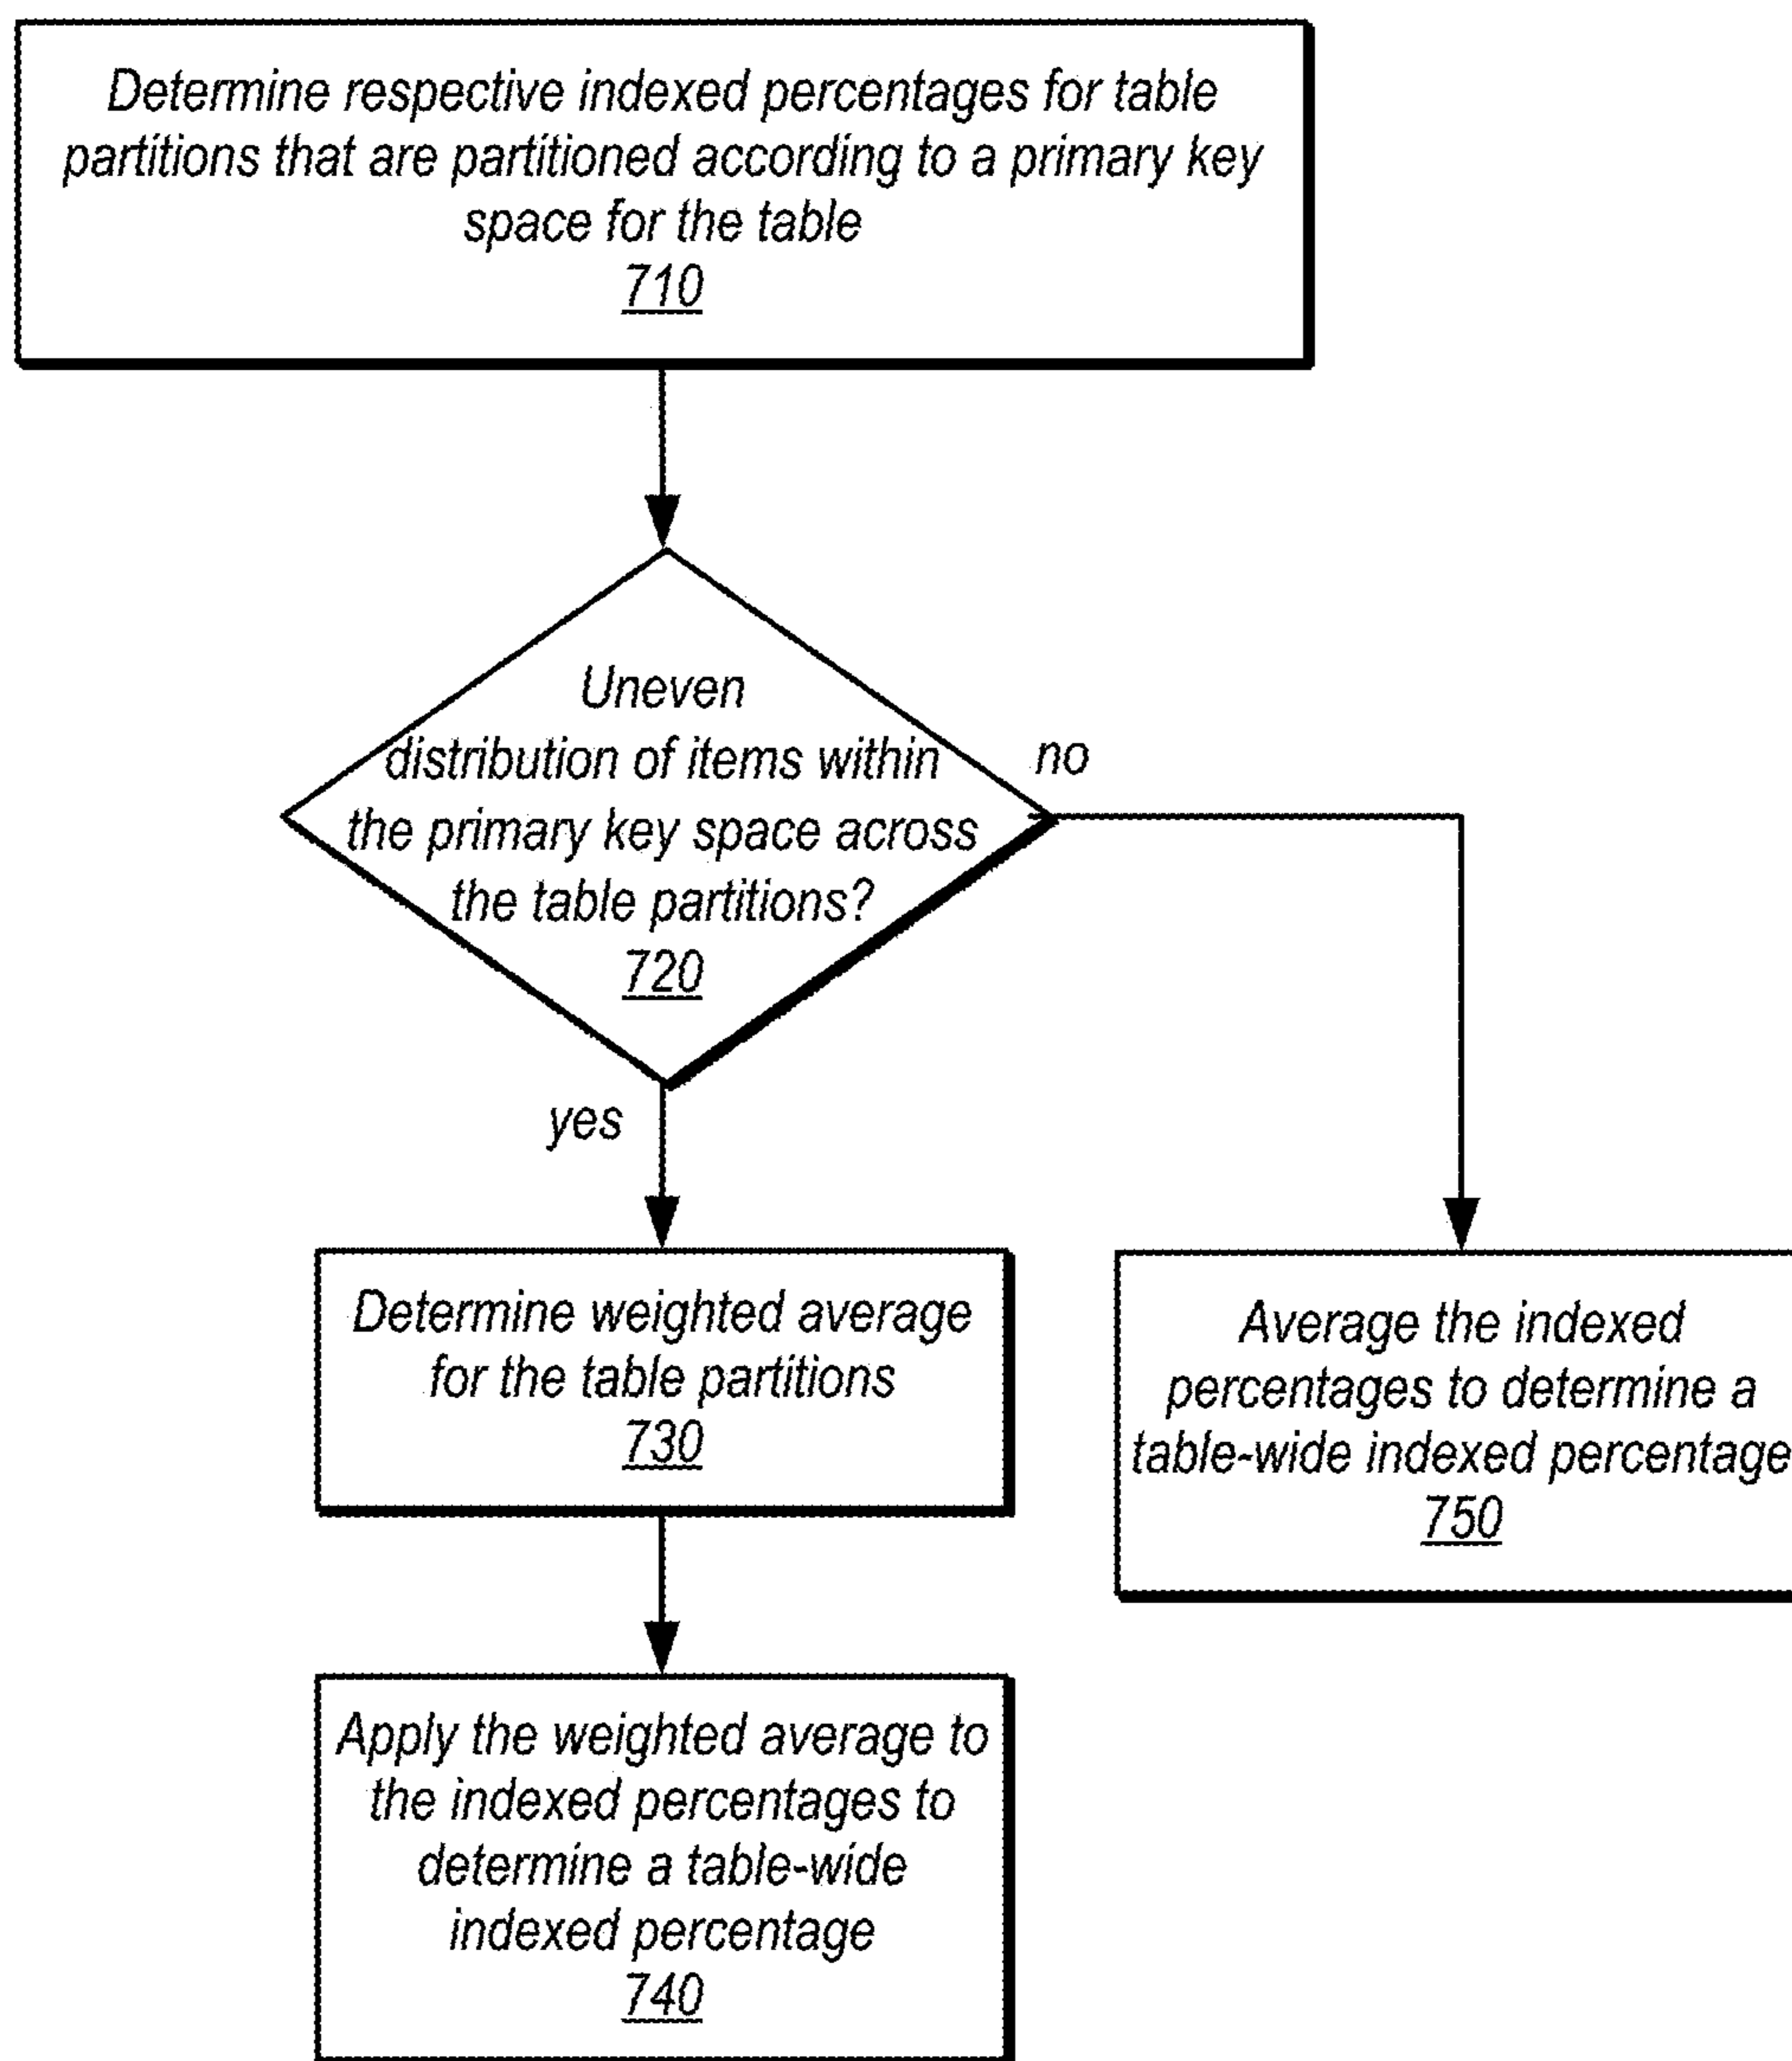 Determine respective indexed percentages for table
partitions that are partitioned according to a primary key
space for the table
710
Uneven
distribution of items within
the primary key space across
the table partitions?
720
no
yes
Determine weighted average
for the table partitions
730
Average the indexed
percentages to determine a
table-wide indexed percentage
750
Apply the weighted average to
the indexed percentages to
determine a table-wide
indexed percentage
740